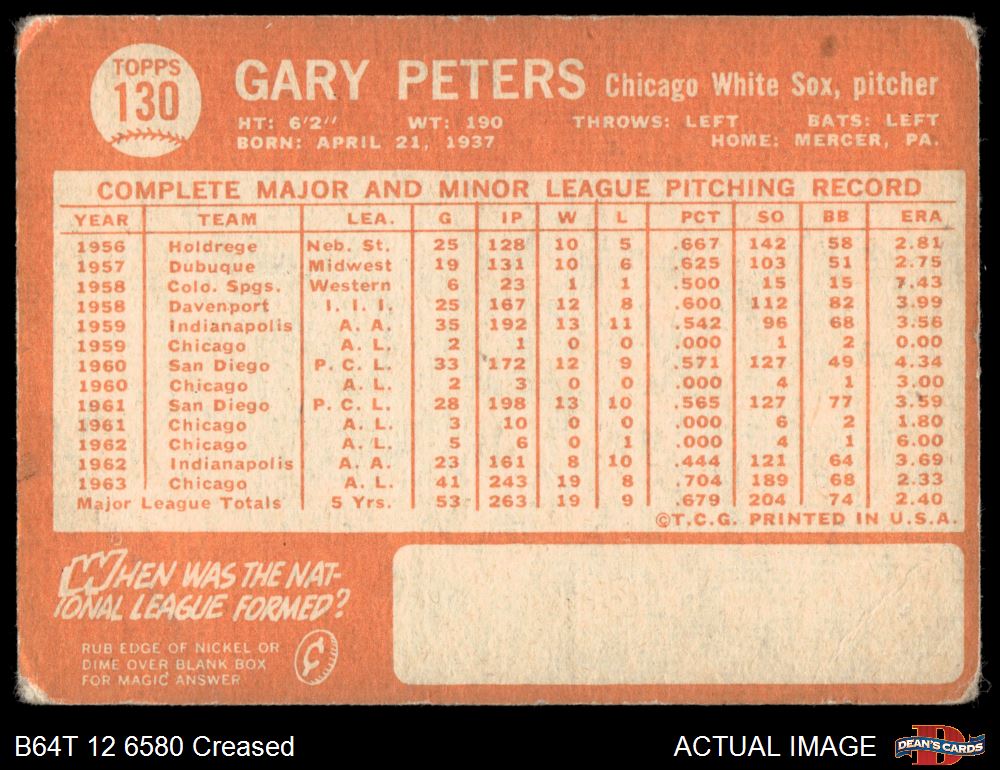 TOPPS
130
GARY PETERS Chicago White Sox, pitcher
HT: 6'2" WT: 190 THROWS: LEFT BATS: LEFT
BORN: APRIL 21, 1937 HOME: MERCER, PA.
COMPLETE MAJOR AND MINOR LEAGUE PITCHING RECORD
YEAR TEAM LEA. G IP W L PCT SO BB ERA
1956 Holdrege Neb. St. 25 128 10 5 .667 142 58 2.81
1957 Dubuque Midwest 19 131 10 6 .625 103 51 2.75
1958 Colo. Spgs. Western 6 23 1 1 .500 15 15 7.43
1958 Davenport I. I. I. 25 167 12 8 .600 112 82 3.99
1959 Indianapolis A. A. 35 192 13 11 .542 96 68 3.56
1959 Chicago A. L. 2 1 0 0 .000 1 2 0.00
1960 San Diego P. C. L. 33 172 12 9 .571 127 49 4.34
1960 Chicago A. L. 2 3 0 0 .000 4 1 3.00
1961 San Diego P. C. L. 28 198 13 10 .565 127 77 3.59
1961 Chicago A. L. 3 10 0 0 .000 6 2 1.80
1962 Chicago A. L. 5 6 0 1 .000 4 1 6.00
1962 Indianapolis A. A. 23 161 8 10 .444 121 64 3.69
1963 Chicago A. L. 41 243 19 8 .704 189 68 2.33
Major League Totals 5 Yrs. 53 263 19 9 .679 204 74 2.40
©T.C.G. PRINTED IN U.S.A.
WHEN WAS THE NAT-
IONAL LEAGUE FORMED?
RUB EDGE OF NICKEL OR
DIME OVER BLANK BOX
FOR MAGIC ANSWER
¢
B64T 12 6580 Creased
ACTUAL IMAGE
D
DEAN'S CARDS